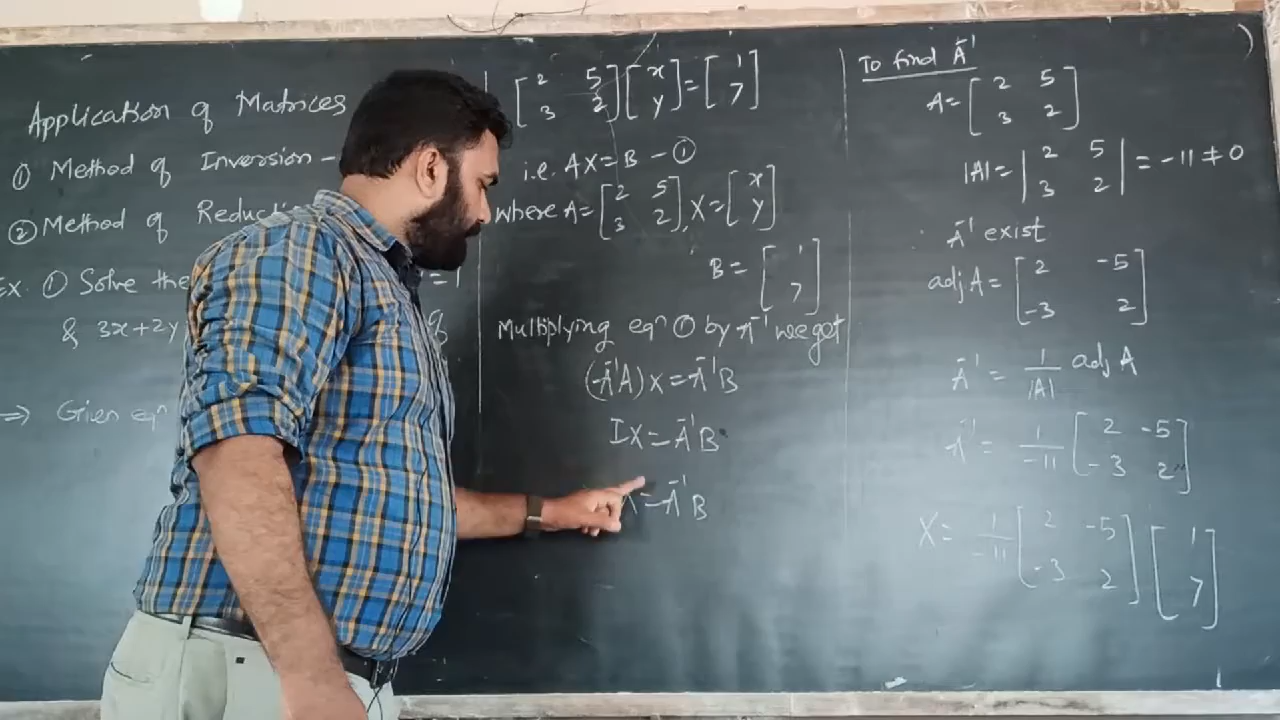 Application of Matrices
① Method of Inversion -
② Method of
Ex. ① Solve the =1
& 3x+2y of
⇒ Given eqⁿ
[2 5
3 2] [x
y] = [1
7]
i.e. AX = B - ①
where A = [2 5
3 2], X = [x
y]
B = [1
7]
Multiplying eqⁿ ① by A⁻¹ we get
(A⁻¹A)X = A⁻¹B
IX = A⁻¹B
X = A⁻¹B
To find A⁻¹
A = [2 5
3 2]
|A| = |2 5
3 2| = -11 ≠ 0
A⁻¹ exist
adj A = [2 -5
-3 2]
A⁻¹ = 1/|A| adj A
A⁻¹ = 1/-11 [2 -5
-3 2]
X = 1/-11 [2 -5
-3 2] [1
7]